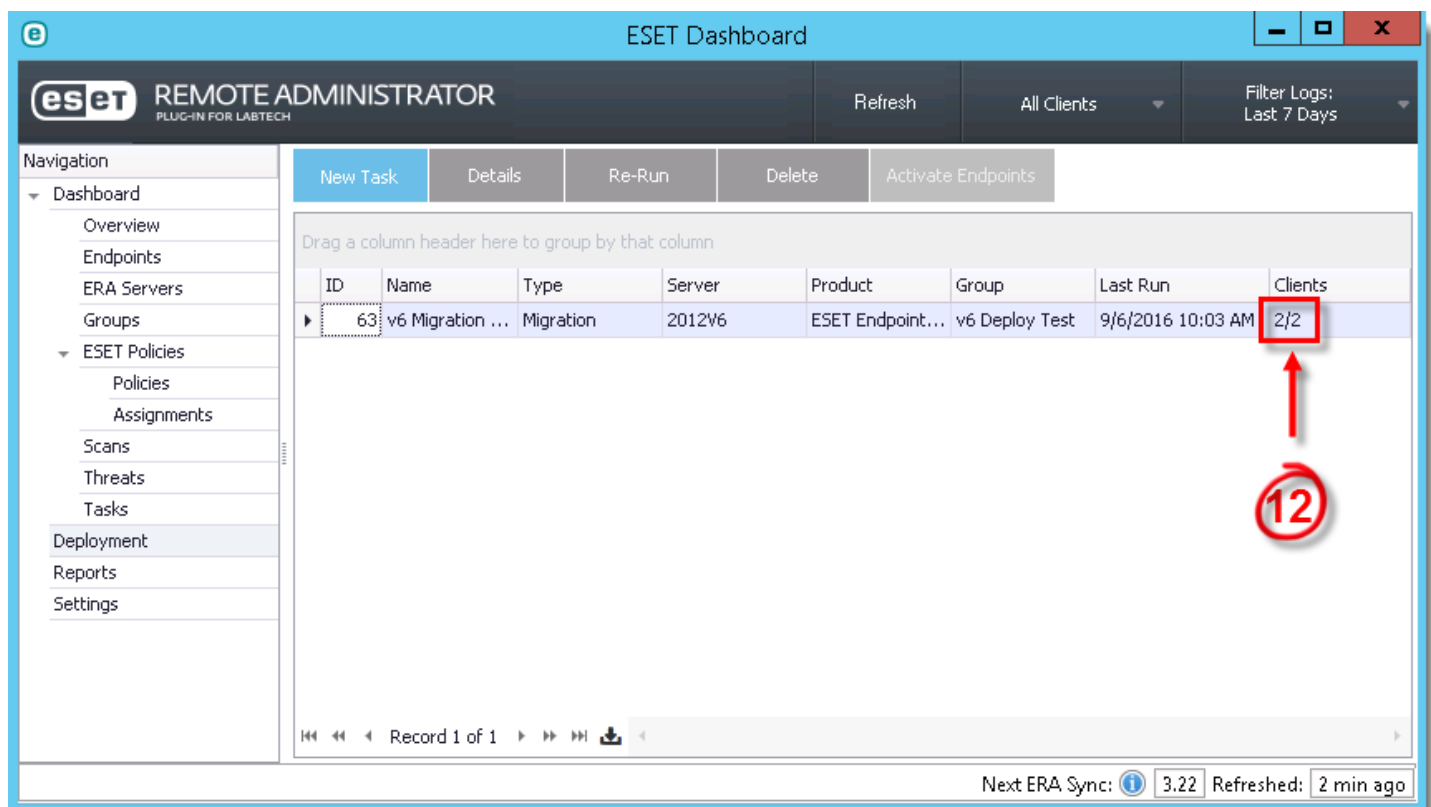 e ESET Dashboard
eset REMOTE ADMINISTRATOR
PLUG-IN FOR LABTECH
Refresh
All Clients
Filter Logs:
Last 7 Days
Navigation
Dashboard
Overview
Endpoints
ERA Servers
Groups
ESET Policies
Policies
Assignments
Scans
Threats
Tasks
Deployment
Reports
Settings
New Task Details Re-Run Delete Activate Endpoints
Drag a column header here to group by that column
ID Name Type Server Product Group Last Run Clients
63 v6 Migration ... Migration 2012V6 ESET Endpoint... v6 Deploy Test 9/6/2016 10:03 AM 2/2
12
Record 1 of 1
Next ERA Sync: 3.22 Refreshed: 2 min ago